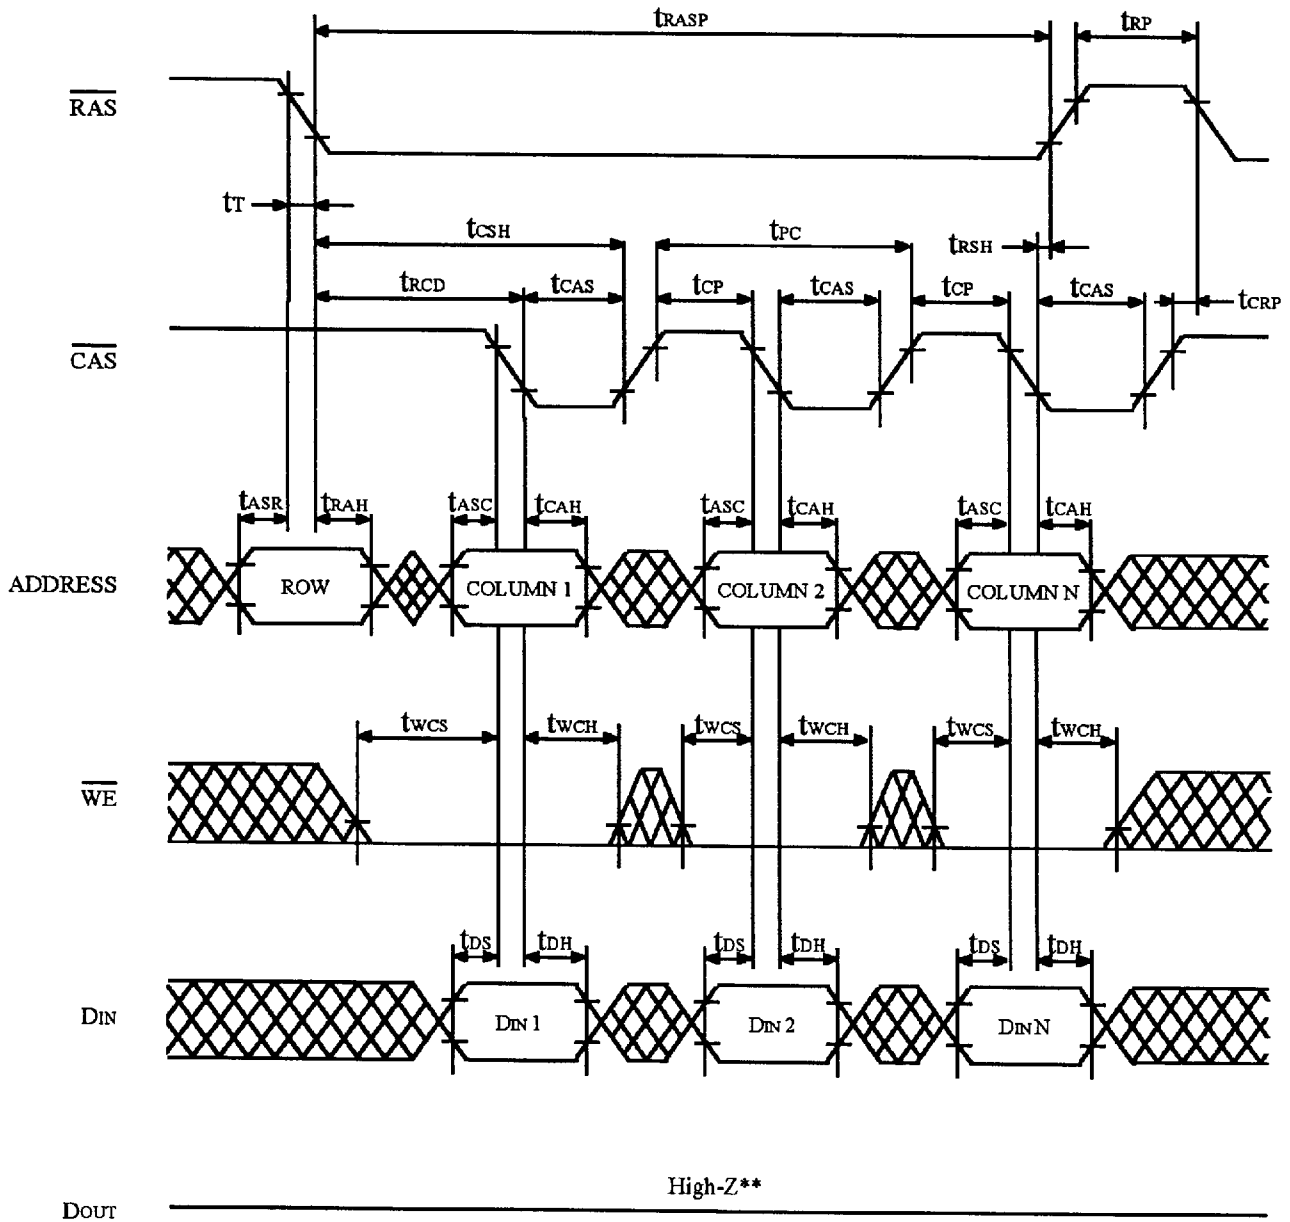 tRASP tRP
RAS
tT
tCSH tPC tRSH
tRCD tCAS tCP tCAS tCP tCAS tCRP
CAS
tASR tRAH tASC tCAH tASC tCAH tASC tCAH
ADDRESS ROW COLUMN 1 COLUMN 2 COLUMN N
tWCS tWCH tWCS tWCH tWCS tWCH
WE
tDS tDH tDS tDH tDS tDH
DIN DIN 1 DIN 2 DIN N
High-Z**
DOUT